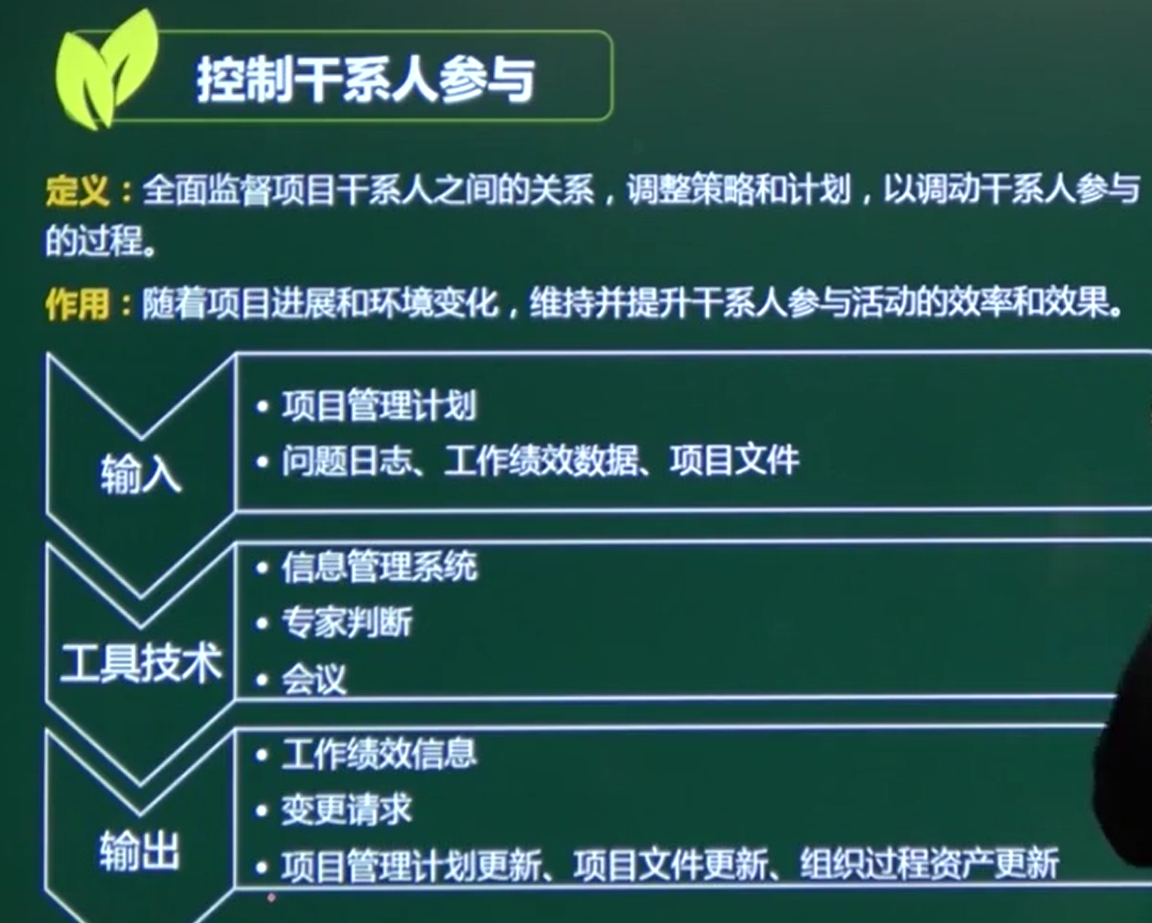 控制干系人参与
定义：全面监督项目干系人之间的关系，调整策略和计划，以调动干系人参与
的过程。
作用：随着项目进展和环境变化，维持并提升干系人参与活动的效率和效果。
输入
• 项目管理计划
• 问题日志、工作绩效数据、项目文件
工具技术
• 信息管理系统
• 专家判断
• 会议
输出
• 工作绩效信息
• 变更请求
• 项目管理计划更新、项目文件更新、组织过程资产更新